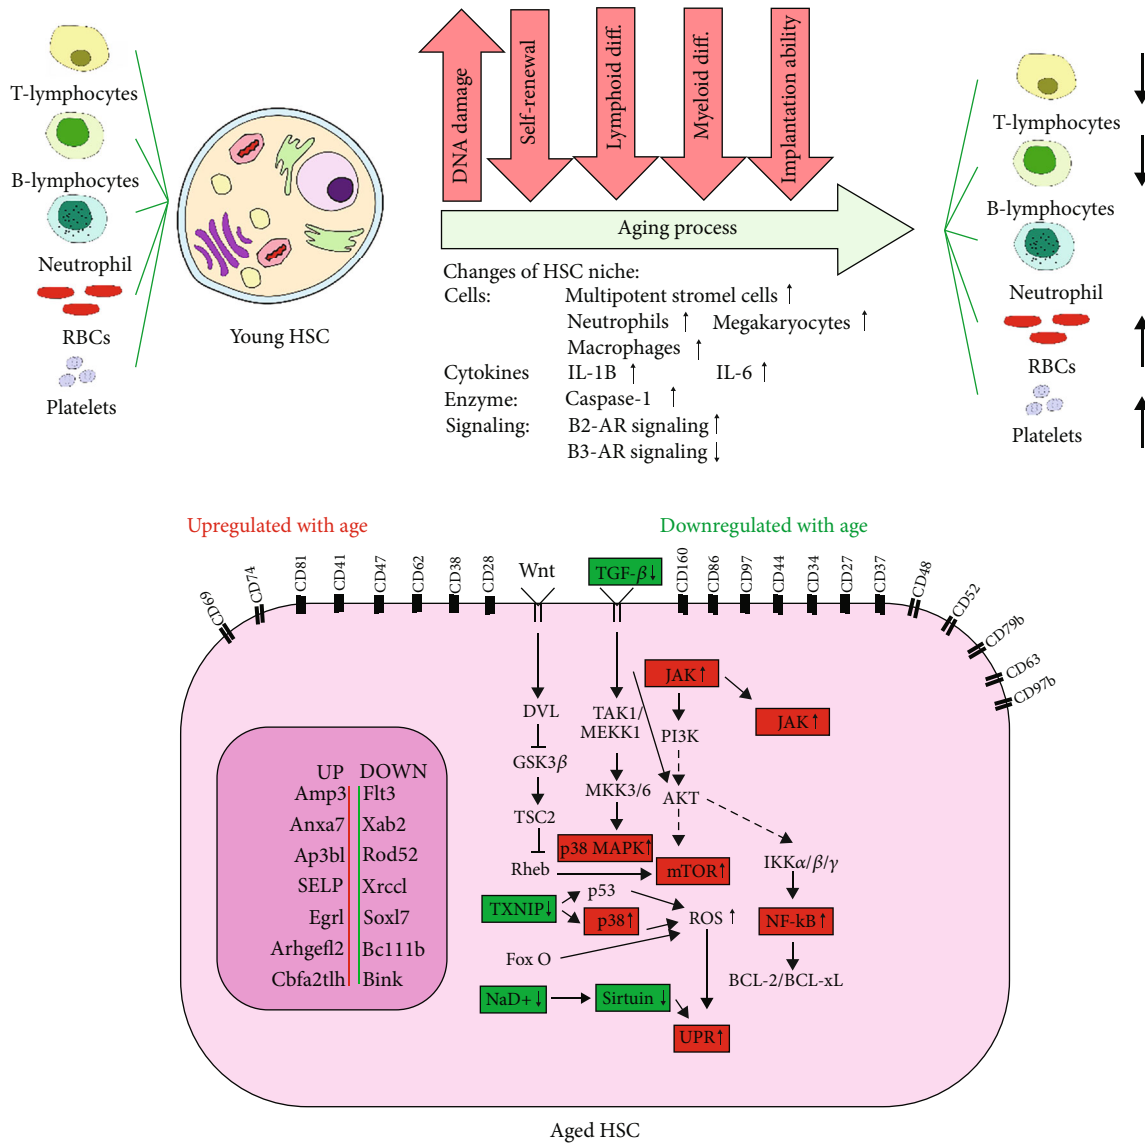 T-lymphocytes
B-lymphocytes
Neutrophil
RBCs
Platelets
Young HSC
DNA damage
Self-renewal
Lymphoid diff.
Myeloid diff.
Implantation ability
Aging process
Changes of HSC niche:
Cells: Multipotent stromel cells ↑
Neutrophils ↑ Megakaryocytes ↑
Macrophages ↑
Cytokines IL-1B ↑ IL-6 ↑
Enzyme: Caspase-1 ↑
Signaling: B2-AR signaling ↑
B3-AR signaling ↓
T-lymphocytes ↓
B-lymphocytes ↓
Neutrophil
RBCs ↑
Platelets ↑
Upregulated with age
Downregulated with age
CD69
CD74
CD81
CD41
CD47
CD62
CD38
CD28
Wnt
TGF-β↓
CD160
CD86
CD97
CD44
CD34
CD27
CD37
CD48
CD52
CD79b
CD63
CD97b
JAK↑
JAK↑
DVL
TAK1/
MEKK1
PI3K
GSK3β
MKK3/6
AKT
TSC2
p38 MAPK↑
IKKα/β/γ
Rheb
mTOR↑
TXNIP↓
p53
p38↑
ROS ↑
NF-kB ↑
Fox O
BCL-2/BCL-xL
NaD+↓
Sirtuin ↓
UPR↑
UP DOWN
Amp3 Flt3
Anxa7 Xab2
Ap3bl Rod52
SELP Xrccl
Egrl Soxl7
Arhgefl2 Bc111b
Cbfa2tlh Bink
Aged HSC